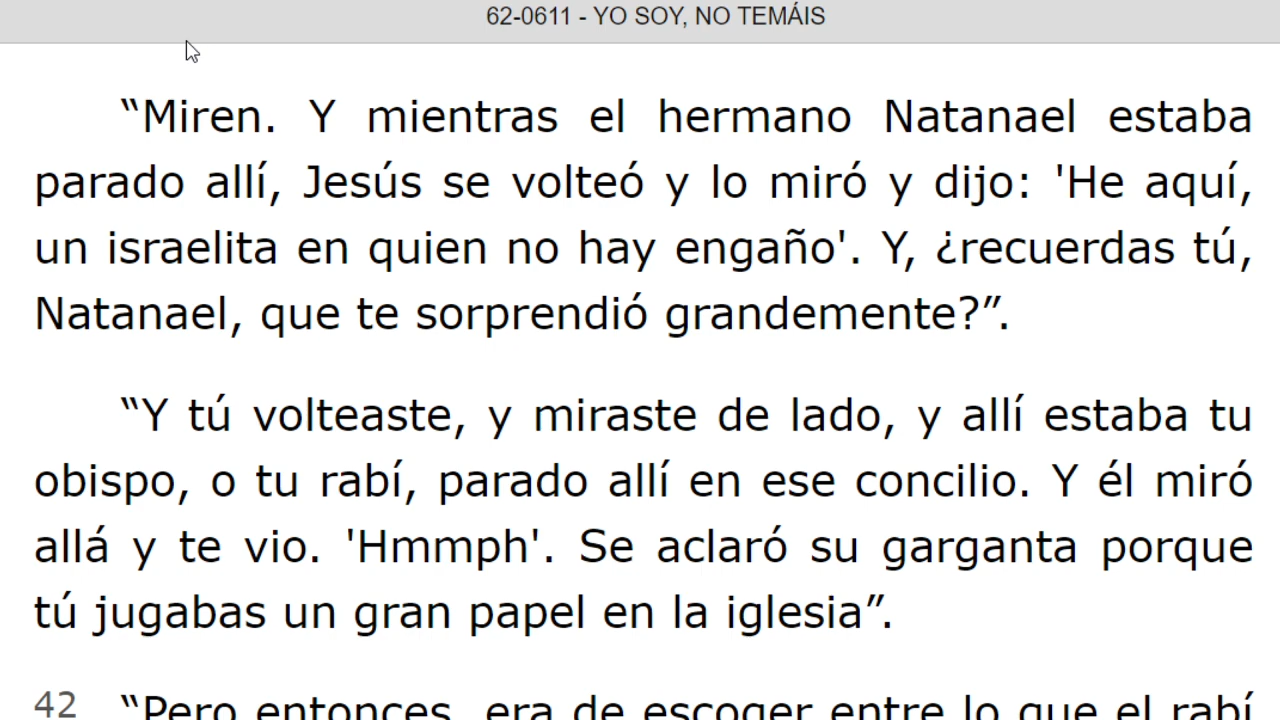 62-0611 - YO SOY, NO TEMÁIS
“Miren. Y mientras el hermano Natanael estaba
parado allí, Jesús se volteó y lo miró y dijo: 'He aquí,
un israelita en quien no hay engaño'. Y, ¿recuerdas tú,
Natanael, que te sorprendió grandemente?”.
“Y tú volteaste, y miraste de lado, y allí estaba tu
obispo, o tu rabí, parado allí en ese concilio. Y él miró
allá y te vio. 'Hmmph'. Se aclaró su garganta porque
tú jugabas un gran papel en la iglesia”.
42 “Pero entonces, era de escoger entre lo que el rabí